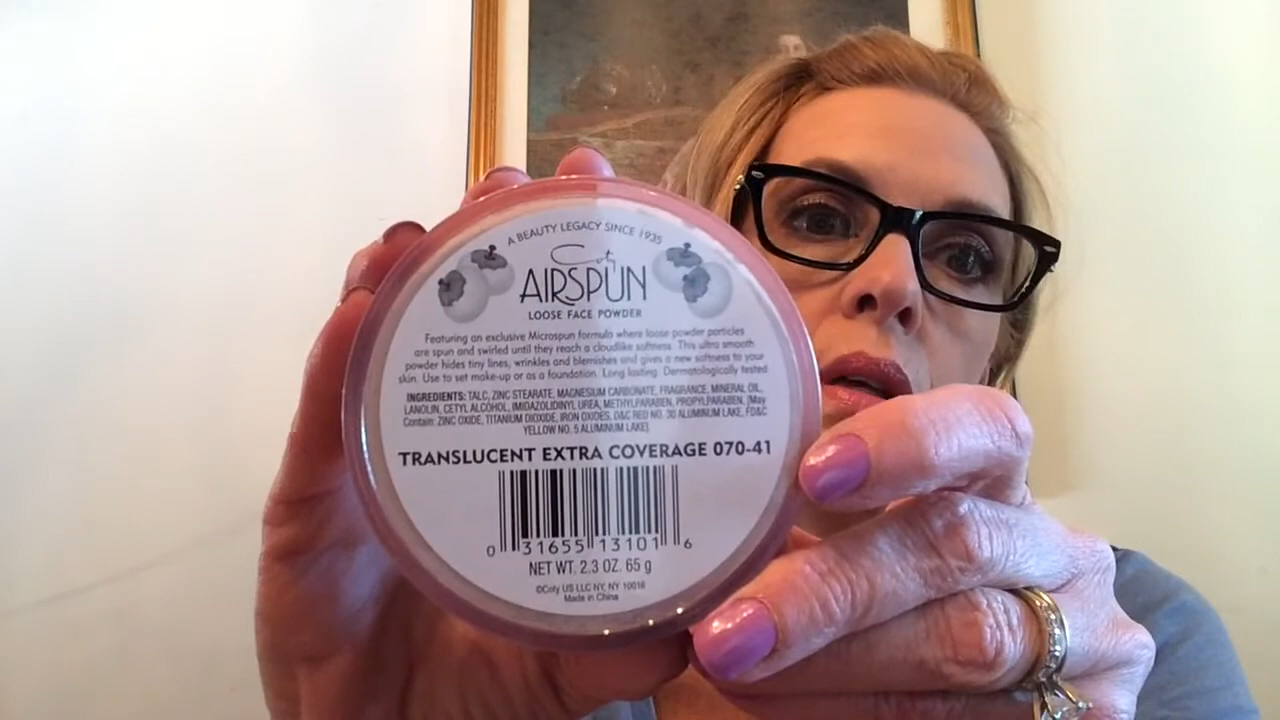 A BEAUTY LEGACY SINCE 1935
Coty
AIRSPUN
LOOSE FACE POWDER
Featuring an exclusive Microspun formula where loose powder particles
are spun and swirled until they reach a cloudlike softness. This ultra smooth
powder hides tiny lines, wrinkles and blemishes and gives a new softness to your
skin. Use to set make-up or as a foundation. Long lasting. Dermatologically tested
INGREDIENTS: TALC, ZINC STEARATE, MAGNESIUM CARBONATE, FRAGRANCE, MINERAL OIL,
LANOLIN, CETYL ALCOHOL, IMIDAZOLIDINYL UREA, METHYLPARABEN, PROPYLPARABEN, [May
Contain: ZINC OXIDE, TITANIUM DIOXIDE, IRON OXIDES, D&C RED NO. 30 ALUMINUM LAKE, FD&C
YELLOW NO. 5 ALUMINUM LAKE]
TRANSLUCENT EXTRA COVERAGE 070-41
0 31655 13101 6
NET WT. 2.3 OZ. 65 g
©Coty US LLC NY, NY 10016
Made in China